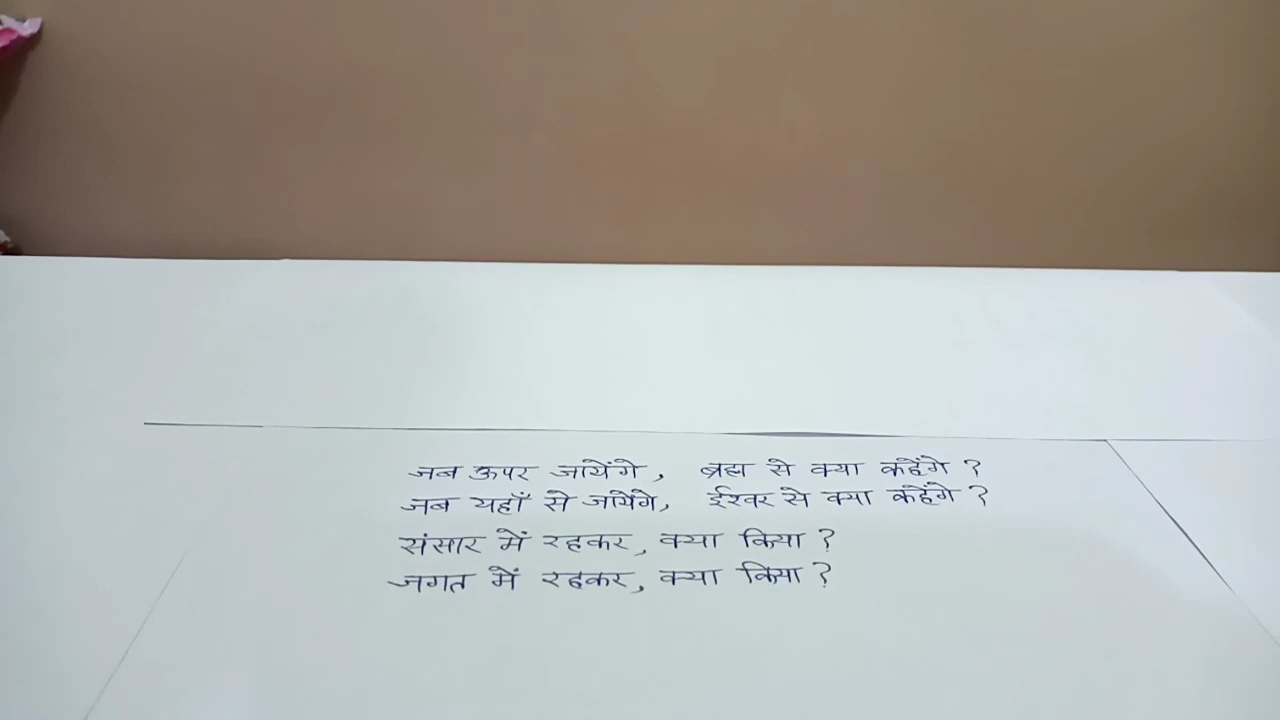 जब ऊपर जायेंगे, ब्रह्म से क्या कहेंगे ?
जब यहाँ से जायेंगे, ईश्वर से क्या कहेंगे ?
संसार में रहकर, क्या किया ?
जगत में रहकर, क्या किया ?